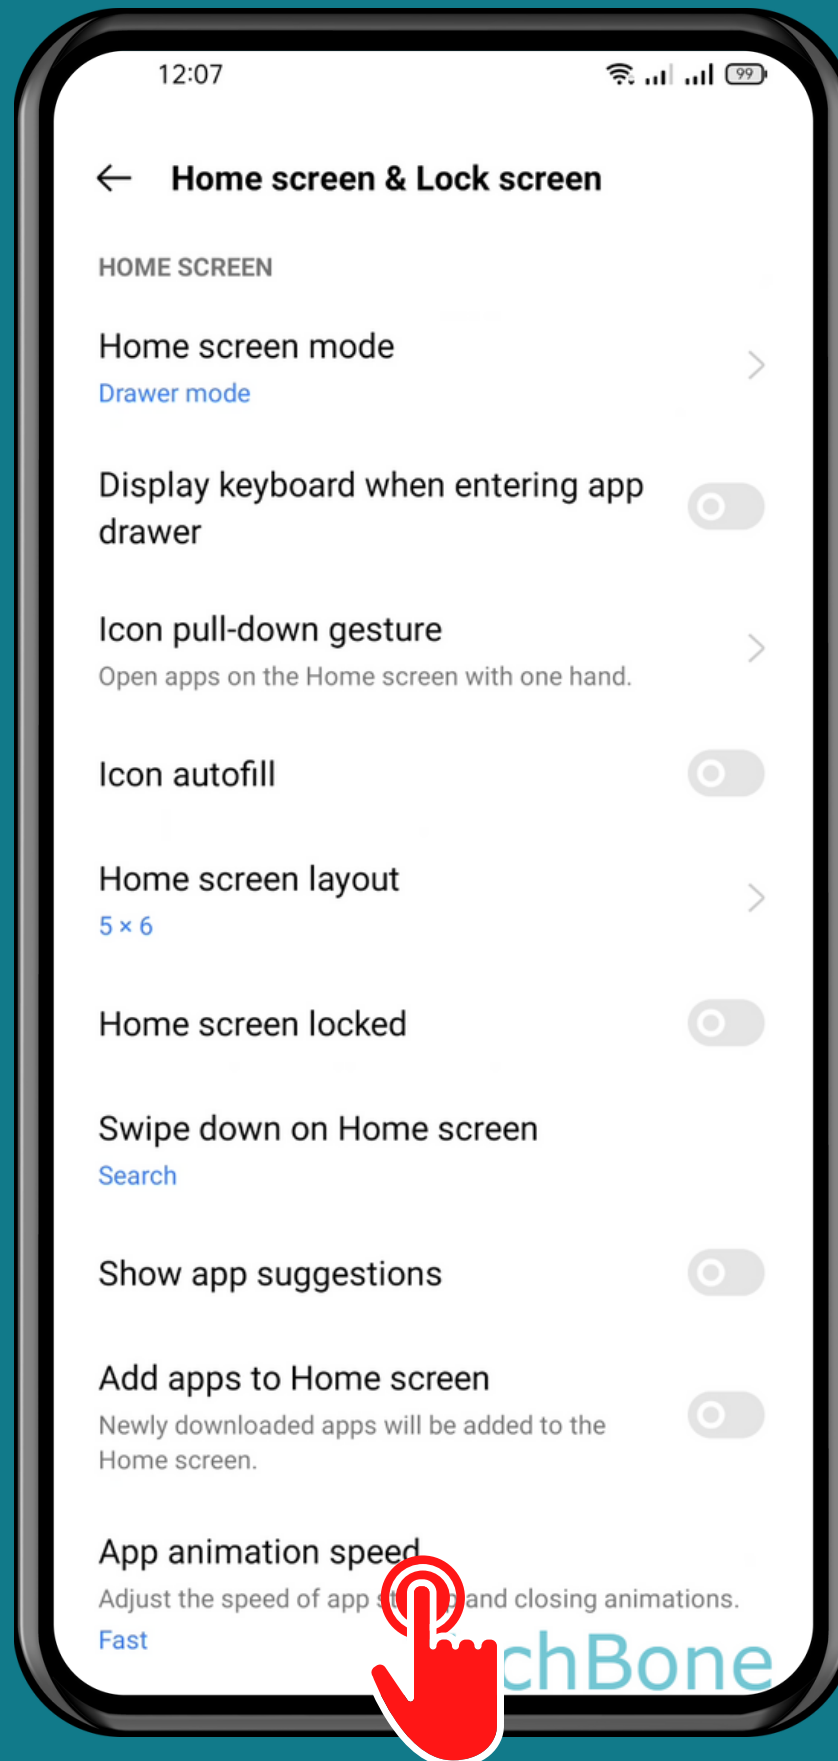 12:07
99
Home screen & Lock screen
HOME SCREEN
Home screen mode
Drawer mode
Display keyboard when entering app
drawer
Icon pull-down gesture
Open apps on the Home screen with one hand.
Icon autofill
Home screen layout
5 × 6
Home screen locked
Swipe down on Home screen
Search
Show app suggestions
Add apps to Home screen
Newly downloaded apps will be added to the
Home screen.
App animation speed
Adjust the speed of app and closing animations.
Fast
chBone